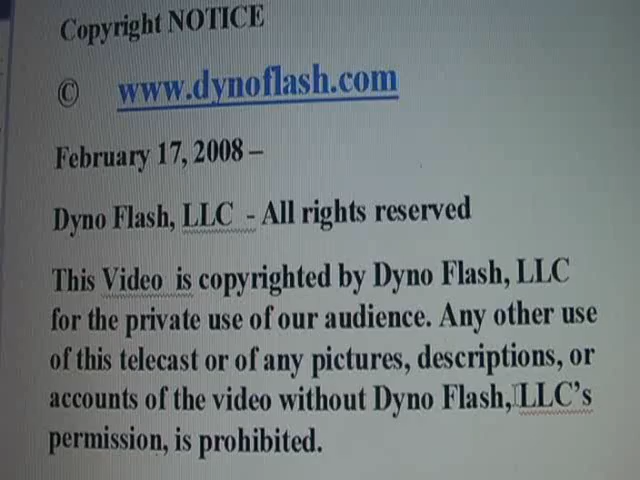 Copyright NOTICE
© www.dynoflash.com
February 17, 2008 –
Dyno Flash, LLC - All rights reserved
This Video is copyrighted by Dyno Flash, LLC
for the private use of our audience. Any other use
of this telecast or of any pictures, descriptions, or
accounts of the video without Dyno Flash, LLC’s
permission, is prohibited.